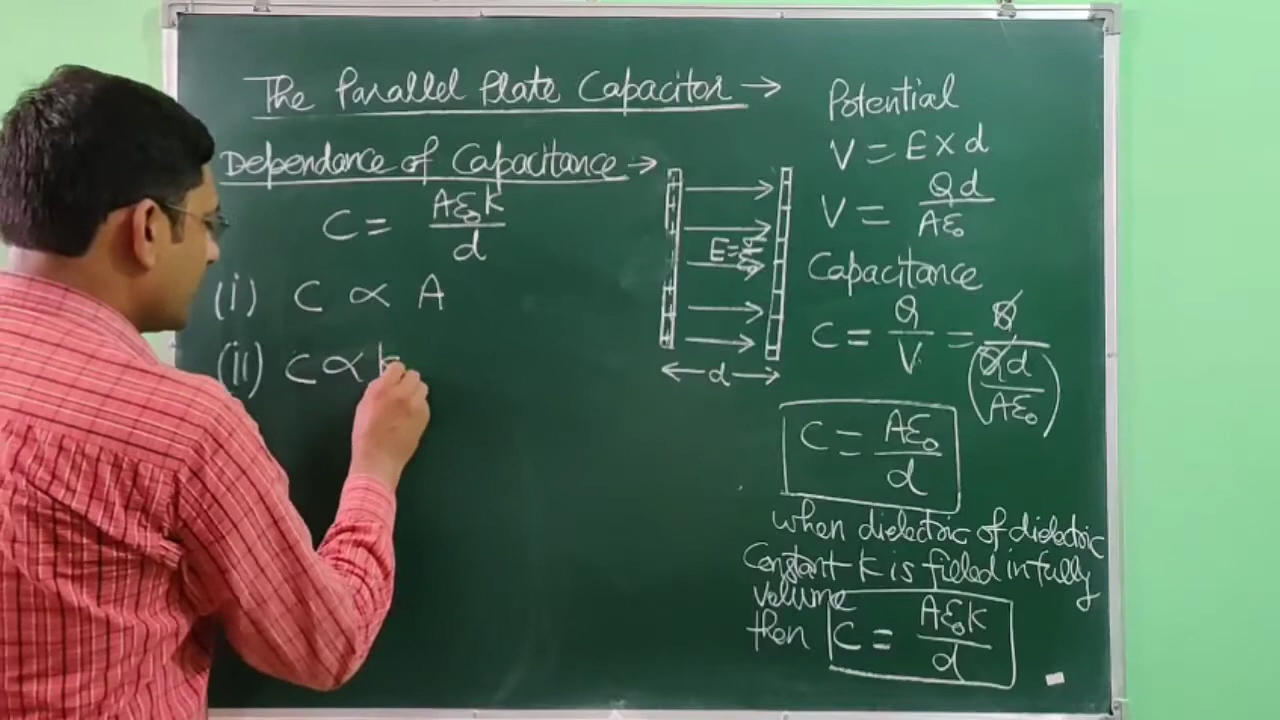 The Parallel Plate Capacitor →
Dependance of Capacitance →
C = Aε₀k / d
(i) C ∝ A
(ii) C ∝ k
E =
d
Potential
V = E × d
V = Qd / Aε₀
Capacitance
C = Q / V = Q / (Qd / Aε₀)
C = Aε₀ / d
when dielectric of dielectric
Constant k is filled in fully
volume
then C = Aε₀k / d